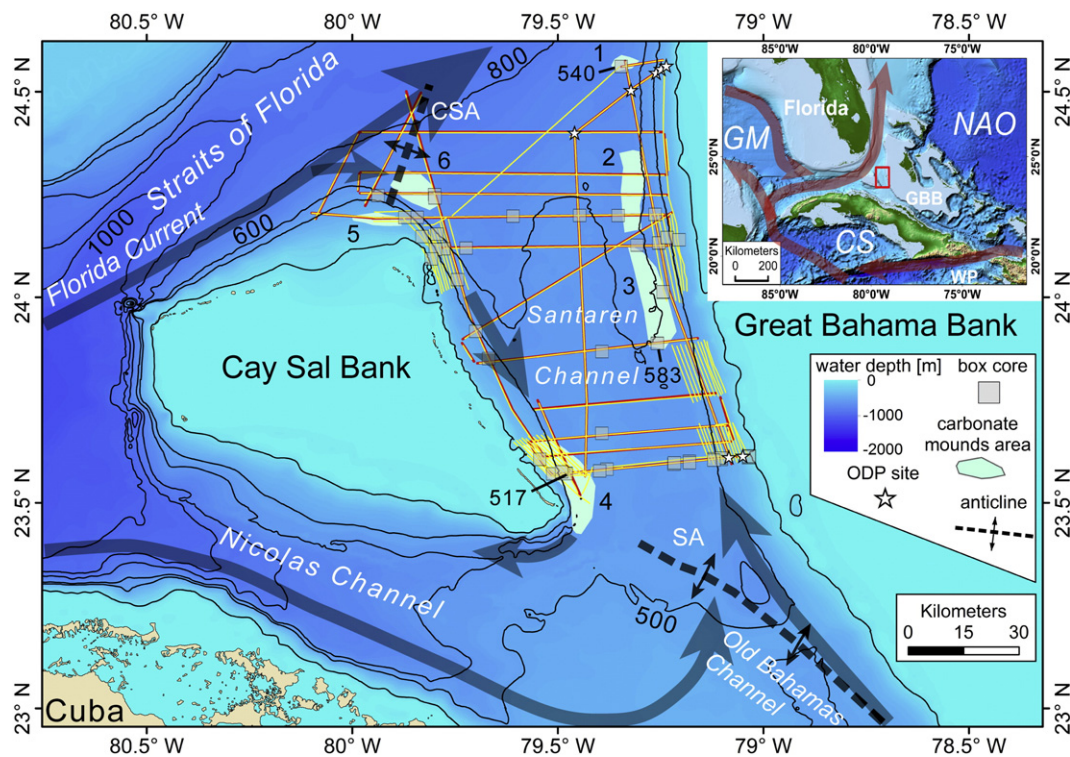 80.5° W
80° W
79.5° W
79° W
78.5° W
24.5° N
24° N
23.5° N
23° N
24.5° N
24° N
23.5° N
23° N
80.5° W
80° W
79.5° W
79° W
78.5° W
Straits of Florida
Florida Current
1000
800
600
CSA
6
5
1
540
2
3
583
Santaren
Channel
Cay Sal Bank
Great Bahama Bank
517
4
Nicolas Channel
SA
500
Old Bahamas
Channel
Cuba
85°0'W
80°0'W
75°0'W
25°0'N
20°0'N
25°0'N
20°0'N
Florida
GM
NAO
GBB
CS
WP
Kilometers
0 200
water depth [m]
0
-1000
-2000
box core
carbonate
mounds area
ODP site
anticline
Kilometers
0 15 30